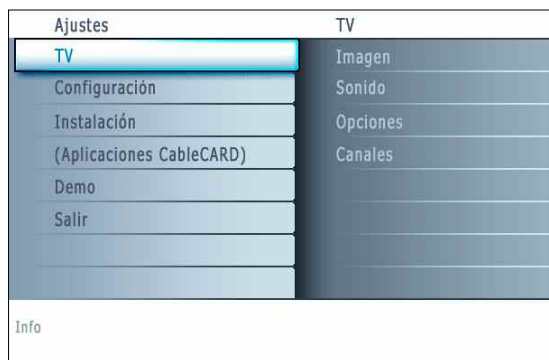 Ajustes
TV
Configuración
Instalación
(Aplicaciones CableCARD)
Demo
Salir
TV
Imagen
Sonido
Opciones
Canales
Info